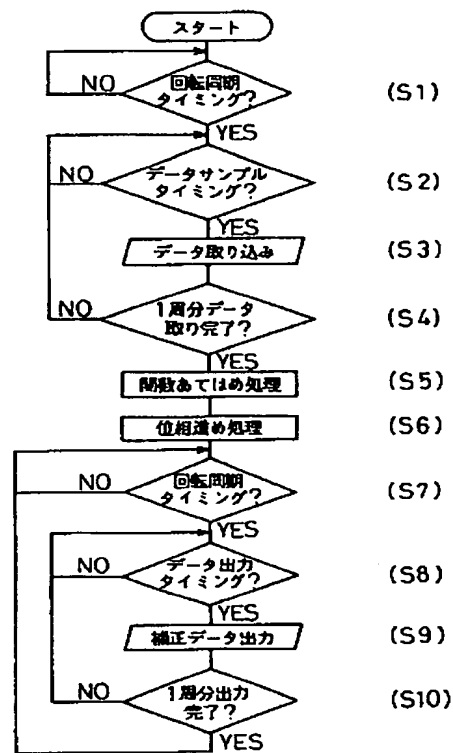 スタート
回転同期
タイミング?
NO
(S1)
YES
データサンプル
タイミング?
NO
(S2)
YES
データ取り込み
(S3)
1周分データ
取り完了?
NO
(S4)
YES
関数あてはめ処理
(S5)
位相進め処理
(S6)
回転同期
タイミング?
NO
(S7)
YES
データ出力
タイミング?
NO
(S8)
YES
補正データ出力
(S9)
1周分出力
完了?
NO
(S10)
YES